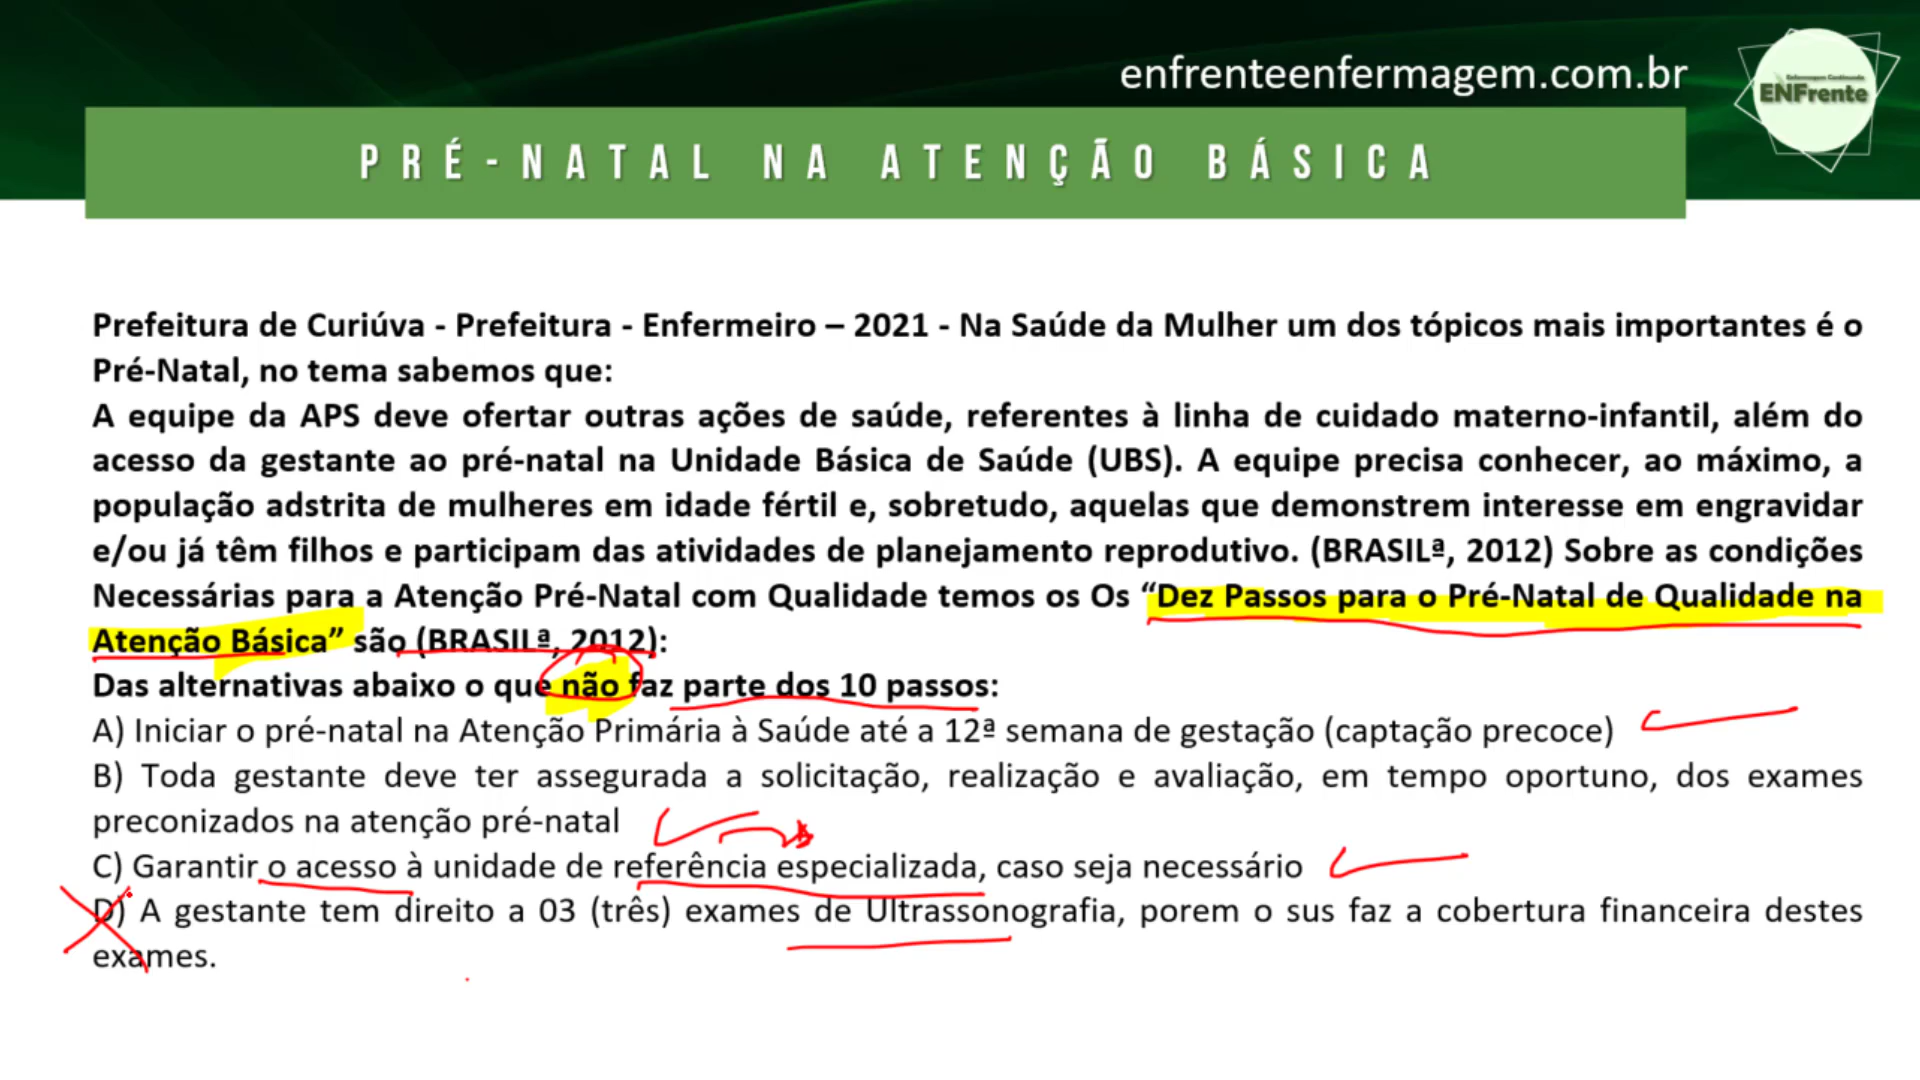 enfrenteenfermagem.com.br
Enfermagem Continuada
ENFrente
PRÉ-NATAL NA ATENÇÃO BÁSICA
Prefeitura de Curiúva - Prefeitura - Enfermeiro – 2021 - Na Saúde da Mulher um dos tópicos mais importantes é o
Pré-Natal, no tema sabemos que:
A equipe da APS deve ofertar outras ações de saúde, referentes à linha de cuidado materno-infantil, além do
acesso da gestante ao pré-natal na Unidade Básica de Saúde (UBS). A equipe precisa conhecer, ao máximo, a
população adstrita de mulheres em idade fértil e, sobretudo, aquelas que demonstrem interesse em engravidar
e/ou já têm filhos e participam das atividades de planejamento reprodutivo. (BRASILª, 2012) Sobre as condições
Necessárias para a Atenção Pré-Natal com Qualidade temos os Os “Dez Passos para o Pré-Natal de Qualidade na
Atenção Básica” são (BRASILª, 2012):
Das alternativas abaixo o que não faz parte dos 10 passos:
A) Iniciar o pré-natal na Atenção Primária à Saúde até a 12ª semana de gestação (captação precoce)
B) Toda gestante deve ter assegurada a solicitação, realização e avaliação, em tempo oportuno, dos exames
preconizados na atenção pré-natal
C) Garantir o acesso à unidade de referência especializada, caso seja necessário
D) A gestante tem direito a 03 (três) exames de Ultrassonografia, porem o sus faz a cobertura financeira destes
exames.